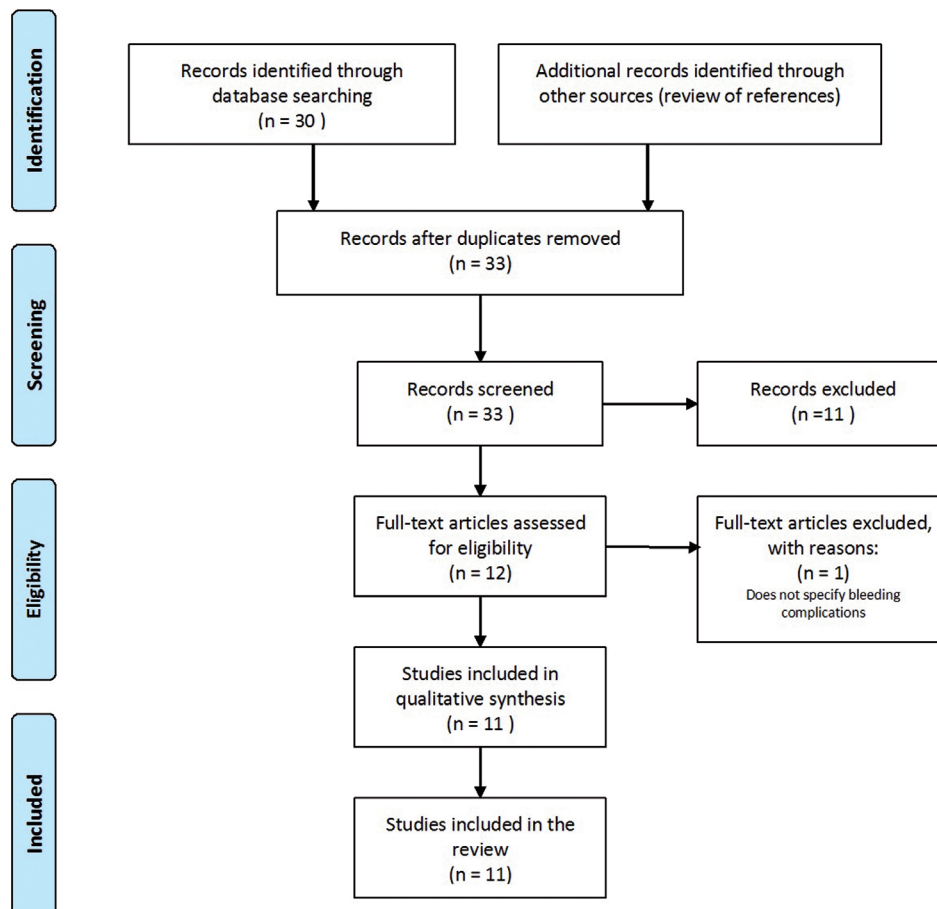 Identification
Records identified through
database searching
(n = 30 )
Additional records identified through
other sources (review of references)
Records after duplicates removed
(n = 33)
Screening
Records screened
(n = 33 )
Records excluded
(n =11 )
Eligibility
Full-text articles assessed
for eligibility
(n = 12)
Full-text articles excluded,
with reasons:
(n = 1)
Does not specify bleeding
complications
Studies included in
qualitative synthesis
(n = 11 )
Included
Studies included in the
review
(n = 11)